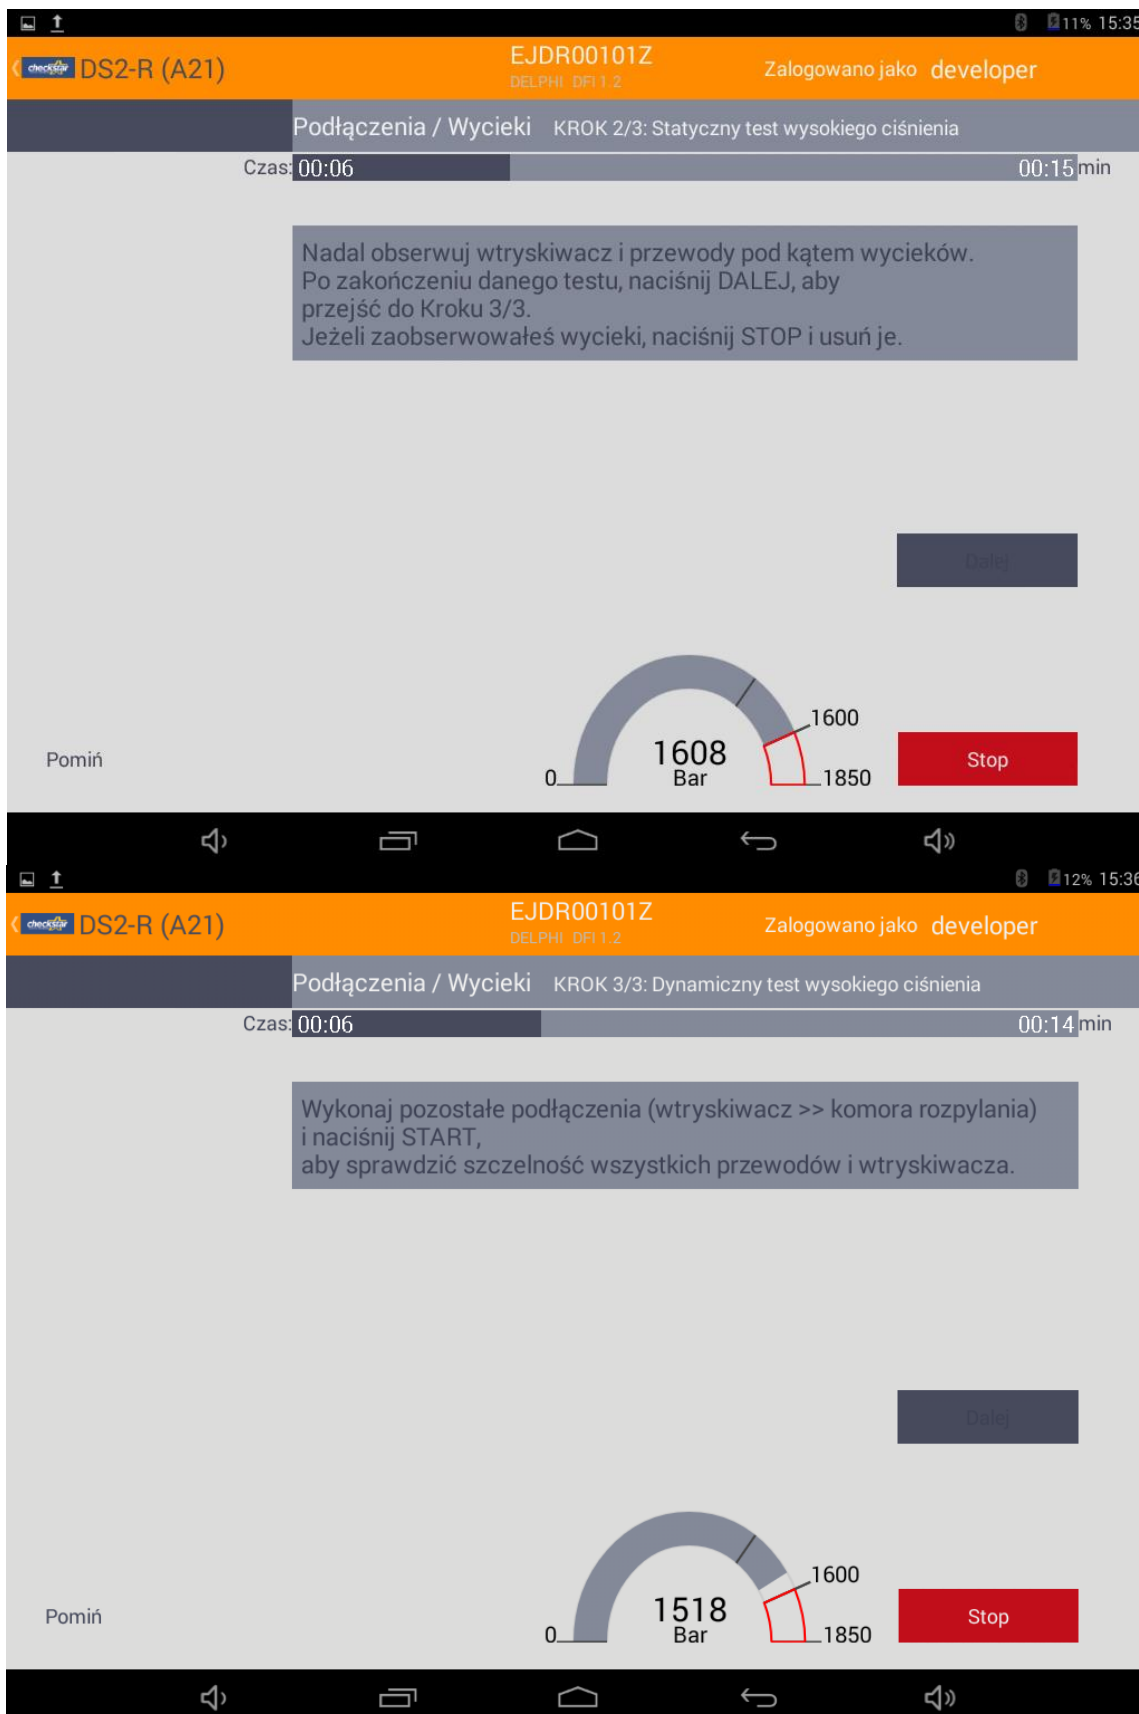 11% 15:35
checkstar DS2-R (A21)
EJDR00101Z
DELPHI DFI 1.2
Zalogowano jako developer
Podłączenia / Wycieki KROK 2/3: Statyczny test wysokiego ciśnienia
Czas: 00:06 00:15 min
Nadal obserwuj wtryskiwacz i przewody pod kątem wycieków.
Po zakończeniu danego testu, naciśnij DALEJ, aby
przejść do Kroku 3/3.
Jeżeli zaobserwowałeś wycieki, naciśnij STOP i usuń je.
Dalej
1600
1608
Bar
0
1850
Pomiń
Stop
12% 15:36
checkstar DS2-R (A21)
EJDR00101Z
DELPHI DFI 1.2
Zalogowano jako developer
Podłączenia / Wycieki KROK 3/3: Dynamiczny test wysokiego ciśnienia
Czas: 00:06 00:14 min
Wykonaj pozostałe podłączenia (wtryskiwacz >> komora rozpylania)
i naciśnij START,
aby sprawdzić szczelność wszystkich przewodów i wtryskiwacza.
Dalej
1600
1518
Bar
0
1850
Pomiń
Stop